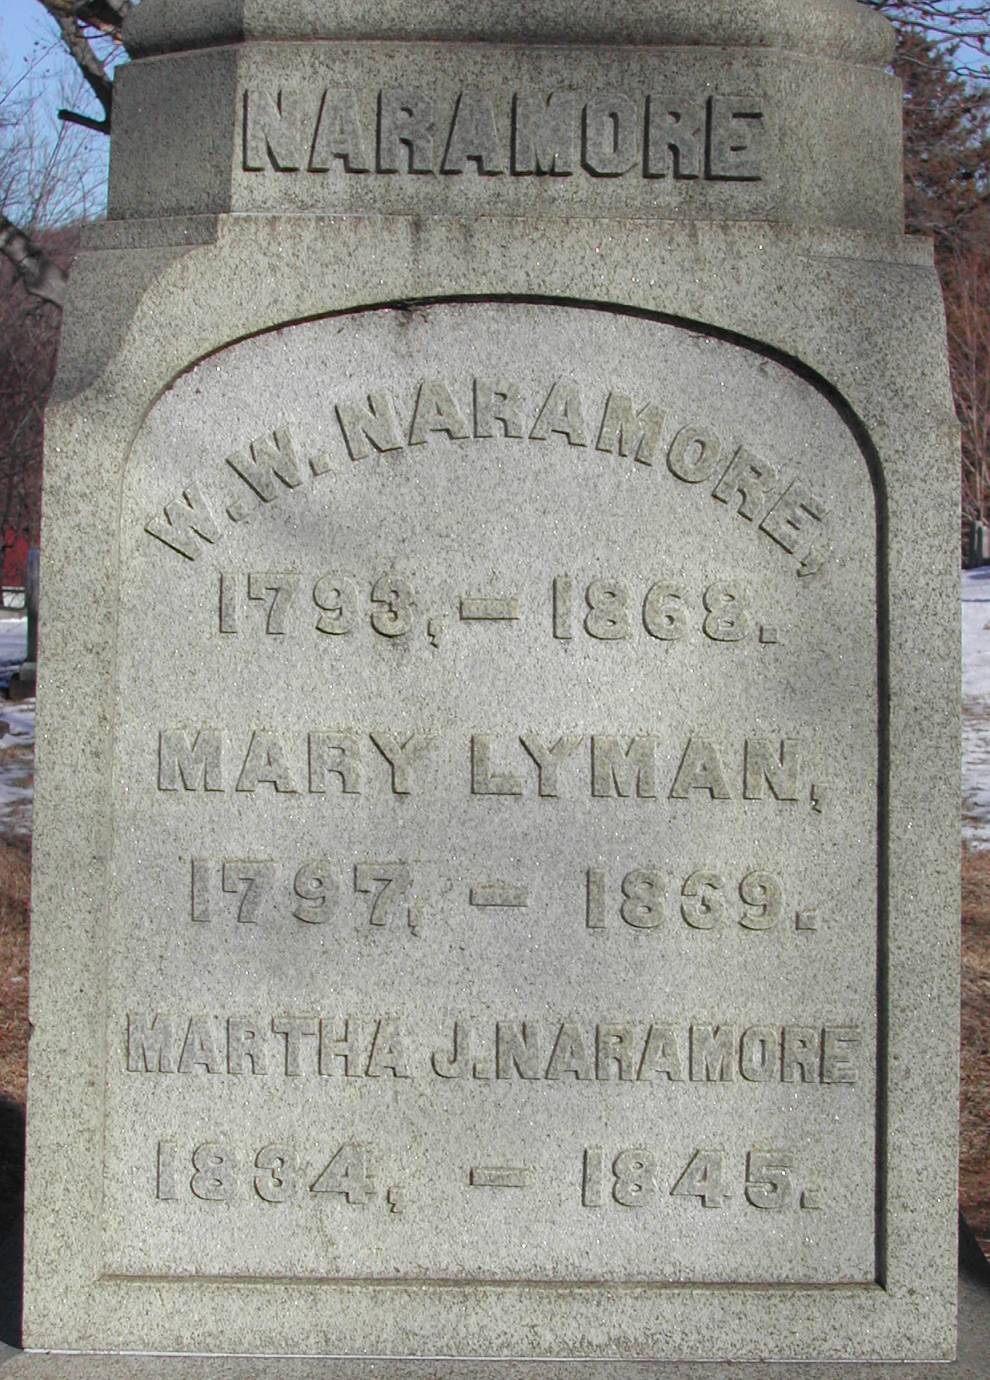 NARAMORE
W. W. NARAMORE,
1793, – 1868.
MARY LYMAN,
1797, – 1869.
MARTHA J. NARAMORE
1834, – 1845.